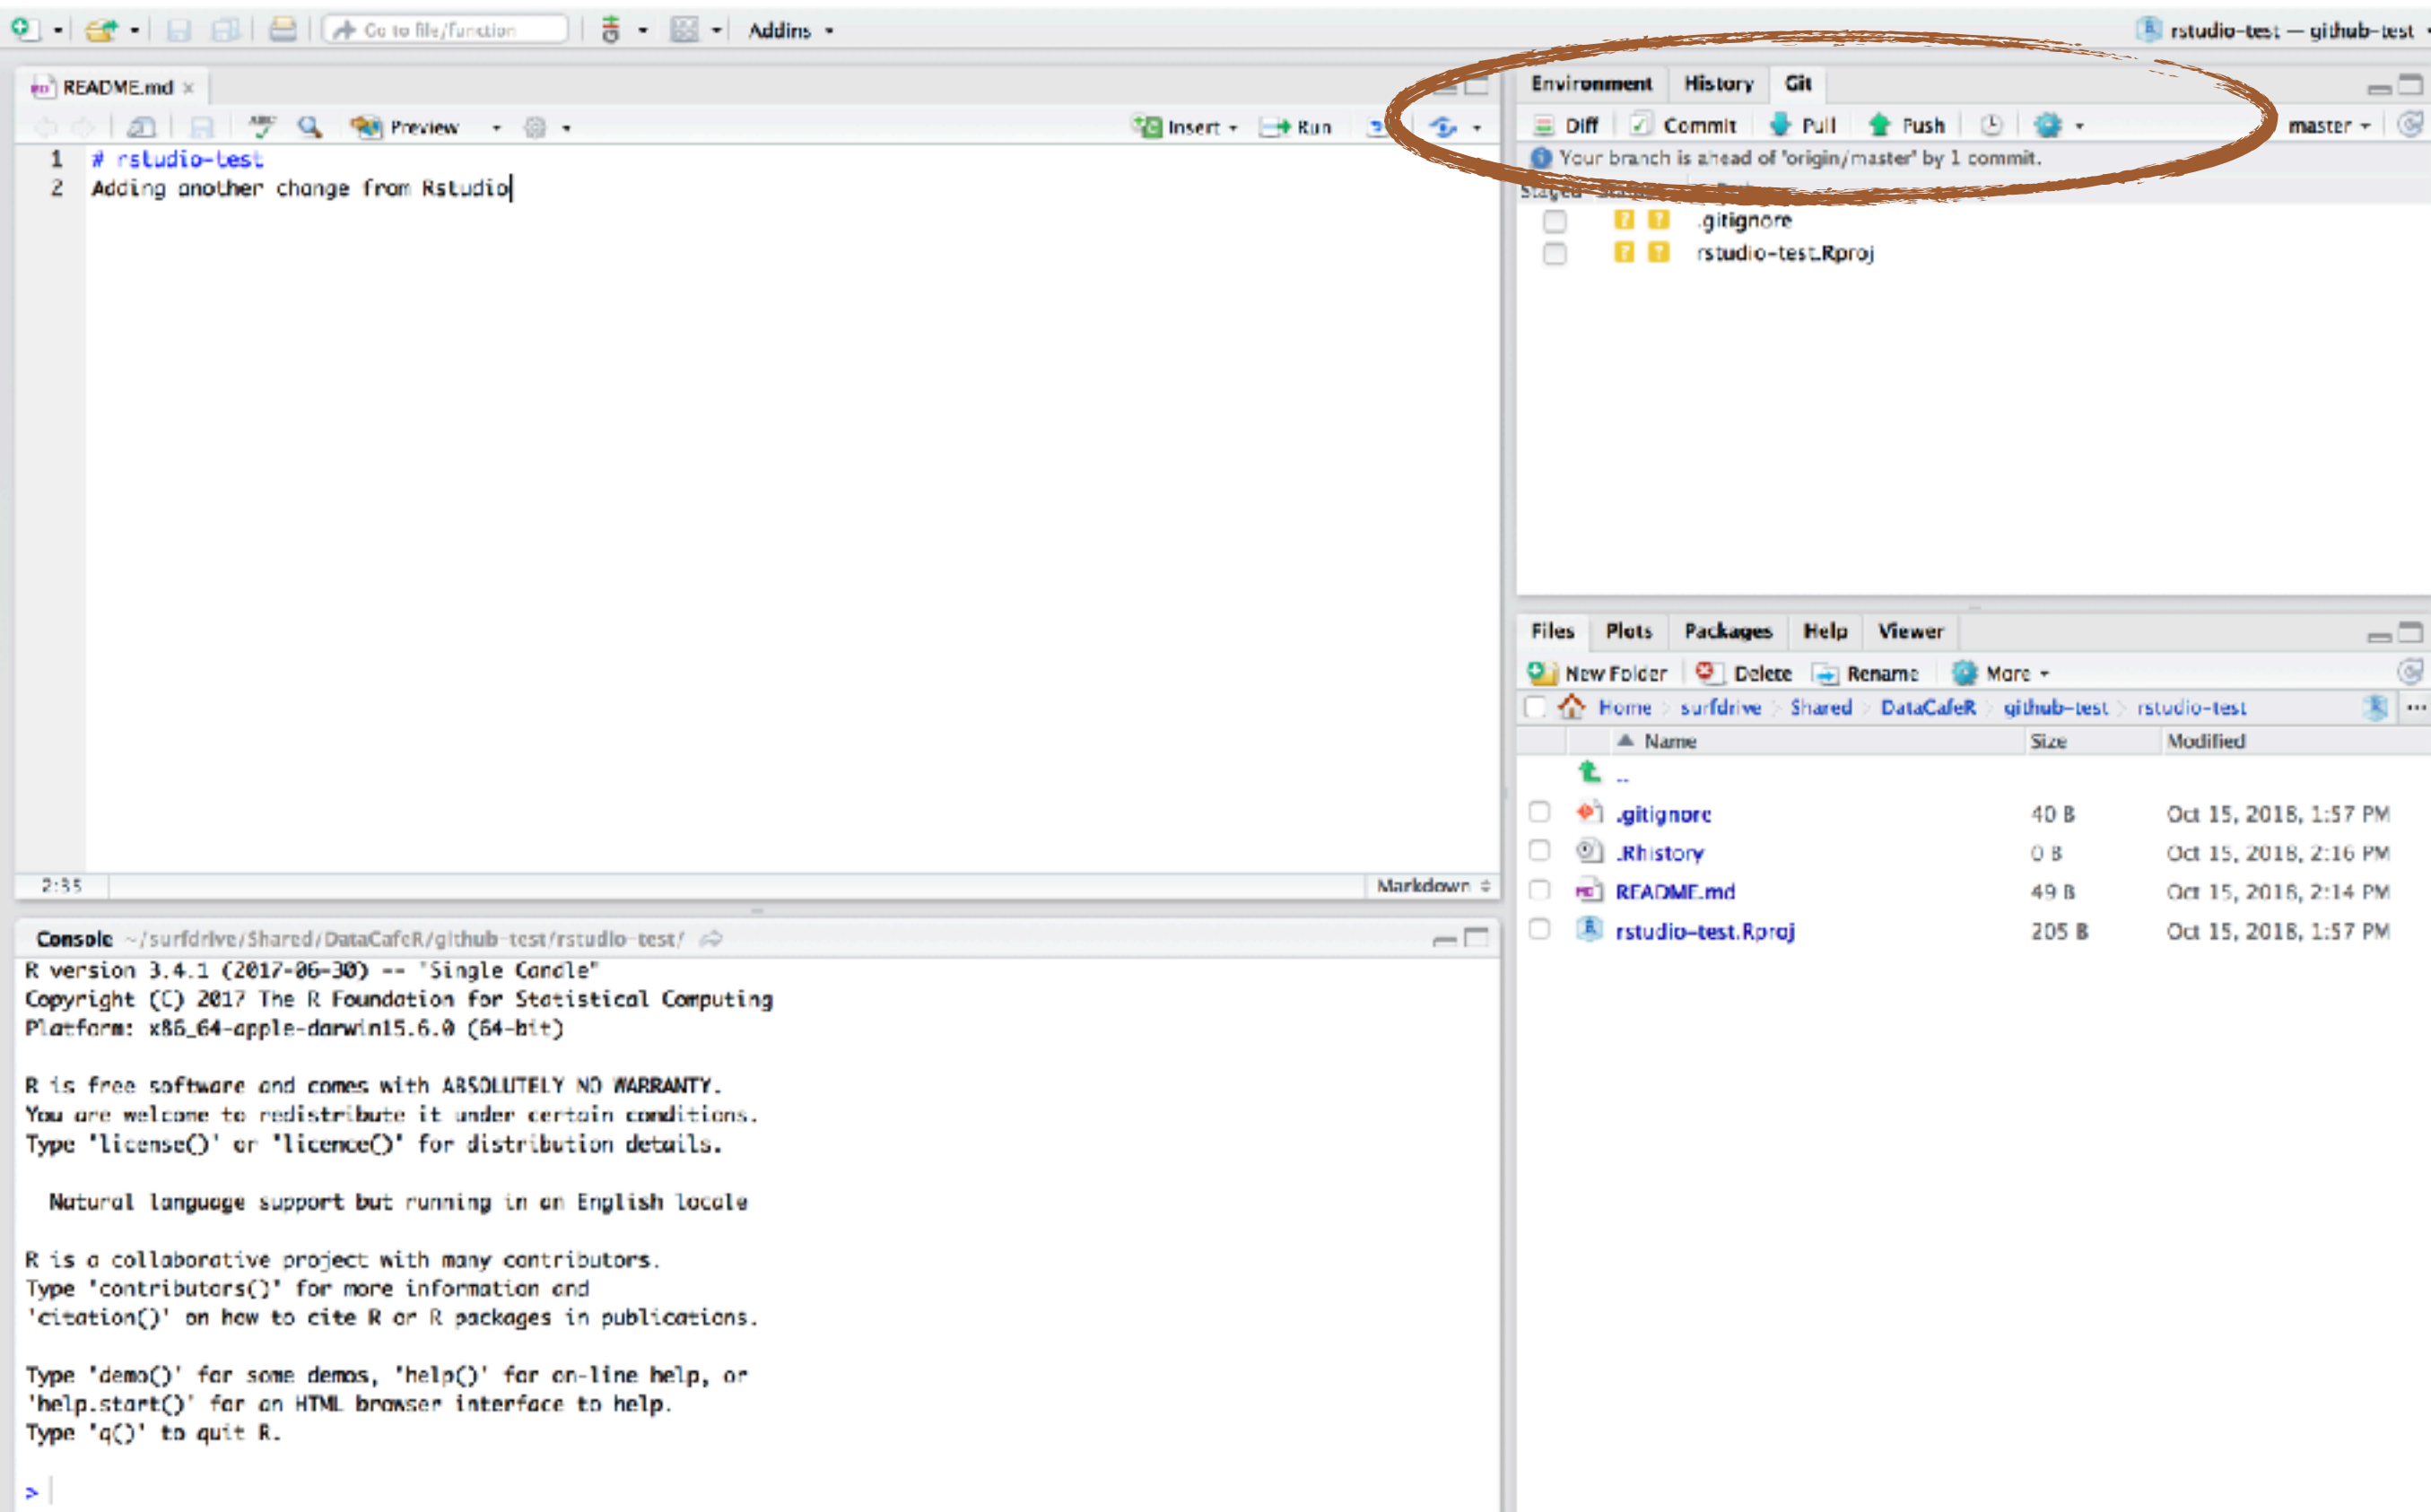 Go to file/function Addins rstudio-test — github-test
README.md
Preview Insert Run
1 # rstudio-test
2 Adding another change from Rstudio
2:35 Markdown
Console ~/surfdrive/Shared/DataCafeR/github-test/rstudio-test/
R version 3.4.1 (2017-06-30) -- "Single Candle"
Copyright (C) 2017 The R Foundation for Statistical Computing
Platform: x86_64-apple-darwin15.6.0 (64-bit)
R is free software and comes with ABSOLUTELY NO WARRANTY.
You are welcome to redistribute it under certain conditions.
Type 'license()' or 'licence()' for distribution details.
Natural language support but running in an English locale
R is a collaborative project with many contributors.
Type 'contributors()' for more information and
'citation()' on how to cite R or R packages in publications.
Type 'demo()' for some demos, 'help()' for on-line help, or
'help.start()' for an HTML browser interface to help.
Type 'q()' to quit R.
>
Environment History Git
Diff Commit Pull Push master
Your branch is ahead of 'origin/master' by 1 commit.
Staged
? ? .gitignore
? ? rstudio-test.Rproj
Files Plots Packages Help Viewer
New Folder Delete Rename More
Home surfdrive Shared DataCafeR github-test rstudio-test ...
Name Size Modified
..
.gitignore 40 B Oct 15, 2018, 1:57 PM
.Rhistory 0 B Oct 15, 2018, 2:16 PM
README.md 49 B Oct 15, 2018, 2:14 PM
rstudio-test.Rproj 205 B Oct 15, 2018, 1:57 PM